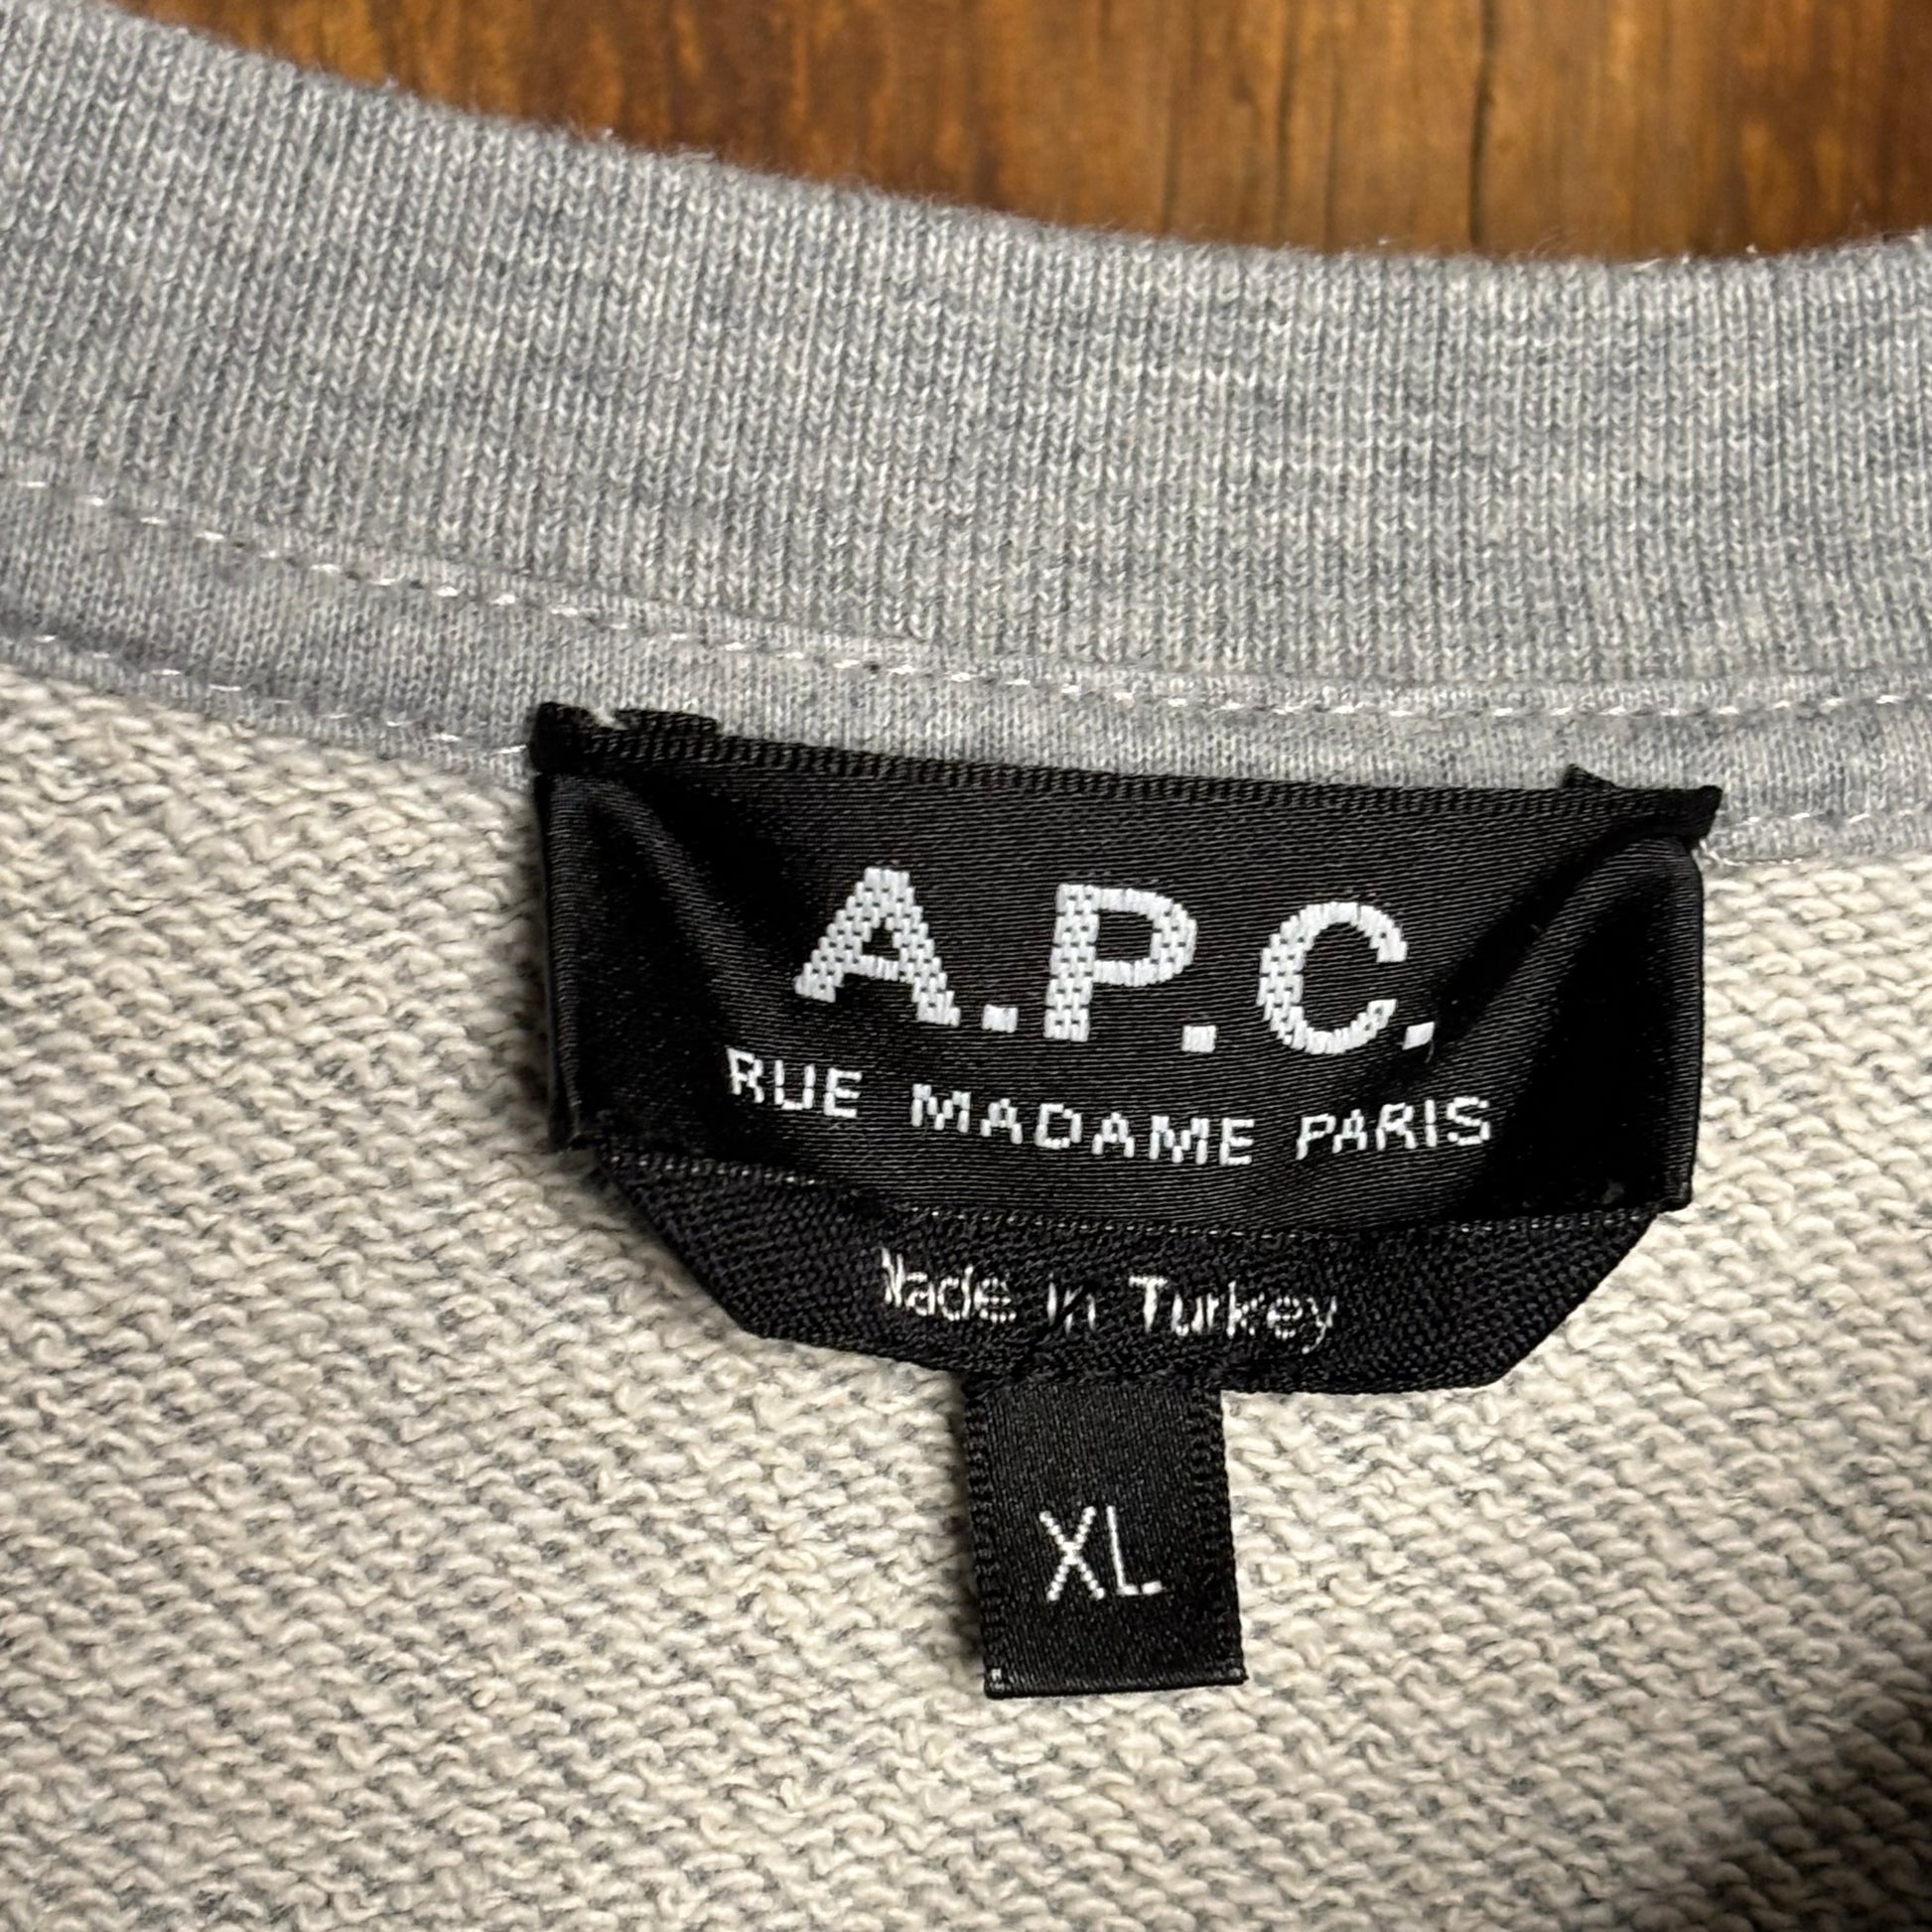 A.P.C.
RUE MADAME PARIS
Made in Turkey
XL